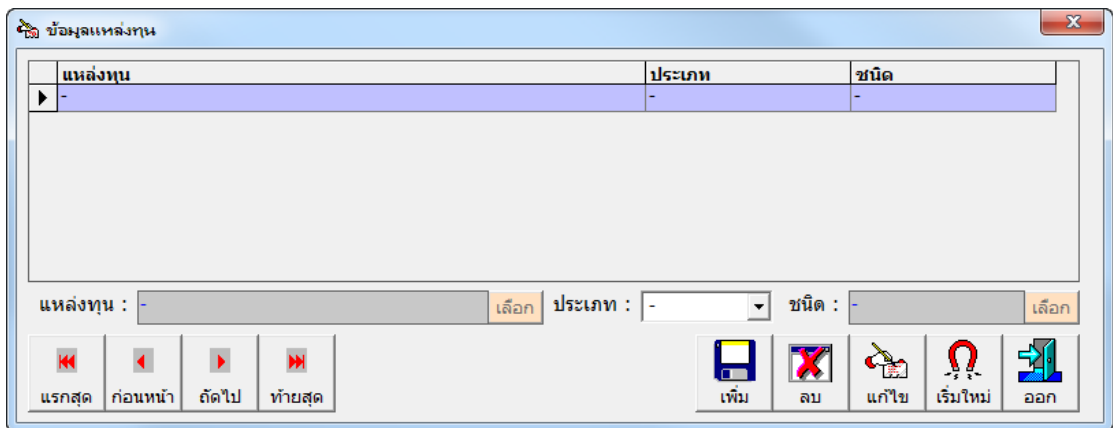 ข้อมูลแหล่งทุน
แหล่งทุน ประเภท ชนิด
- - -
แหล่งทุน : - เลือก ประเภท : - ชนิด : - เลือก
แรกสุด ก่อนหน้า ถัดไป ท้ายสุด เพิ่ม ลบ แก้ไข เริ่มใหม่ ออก